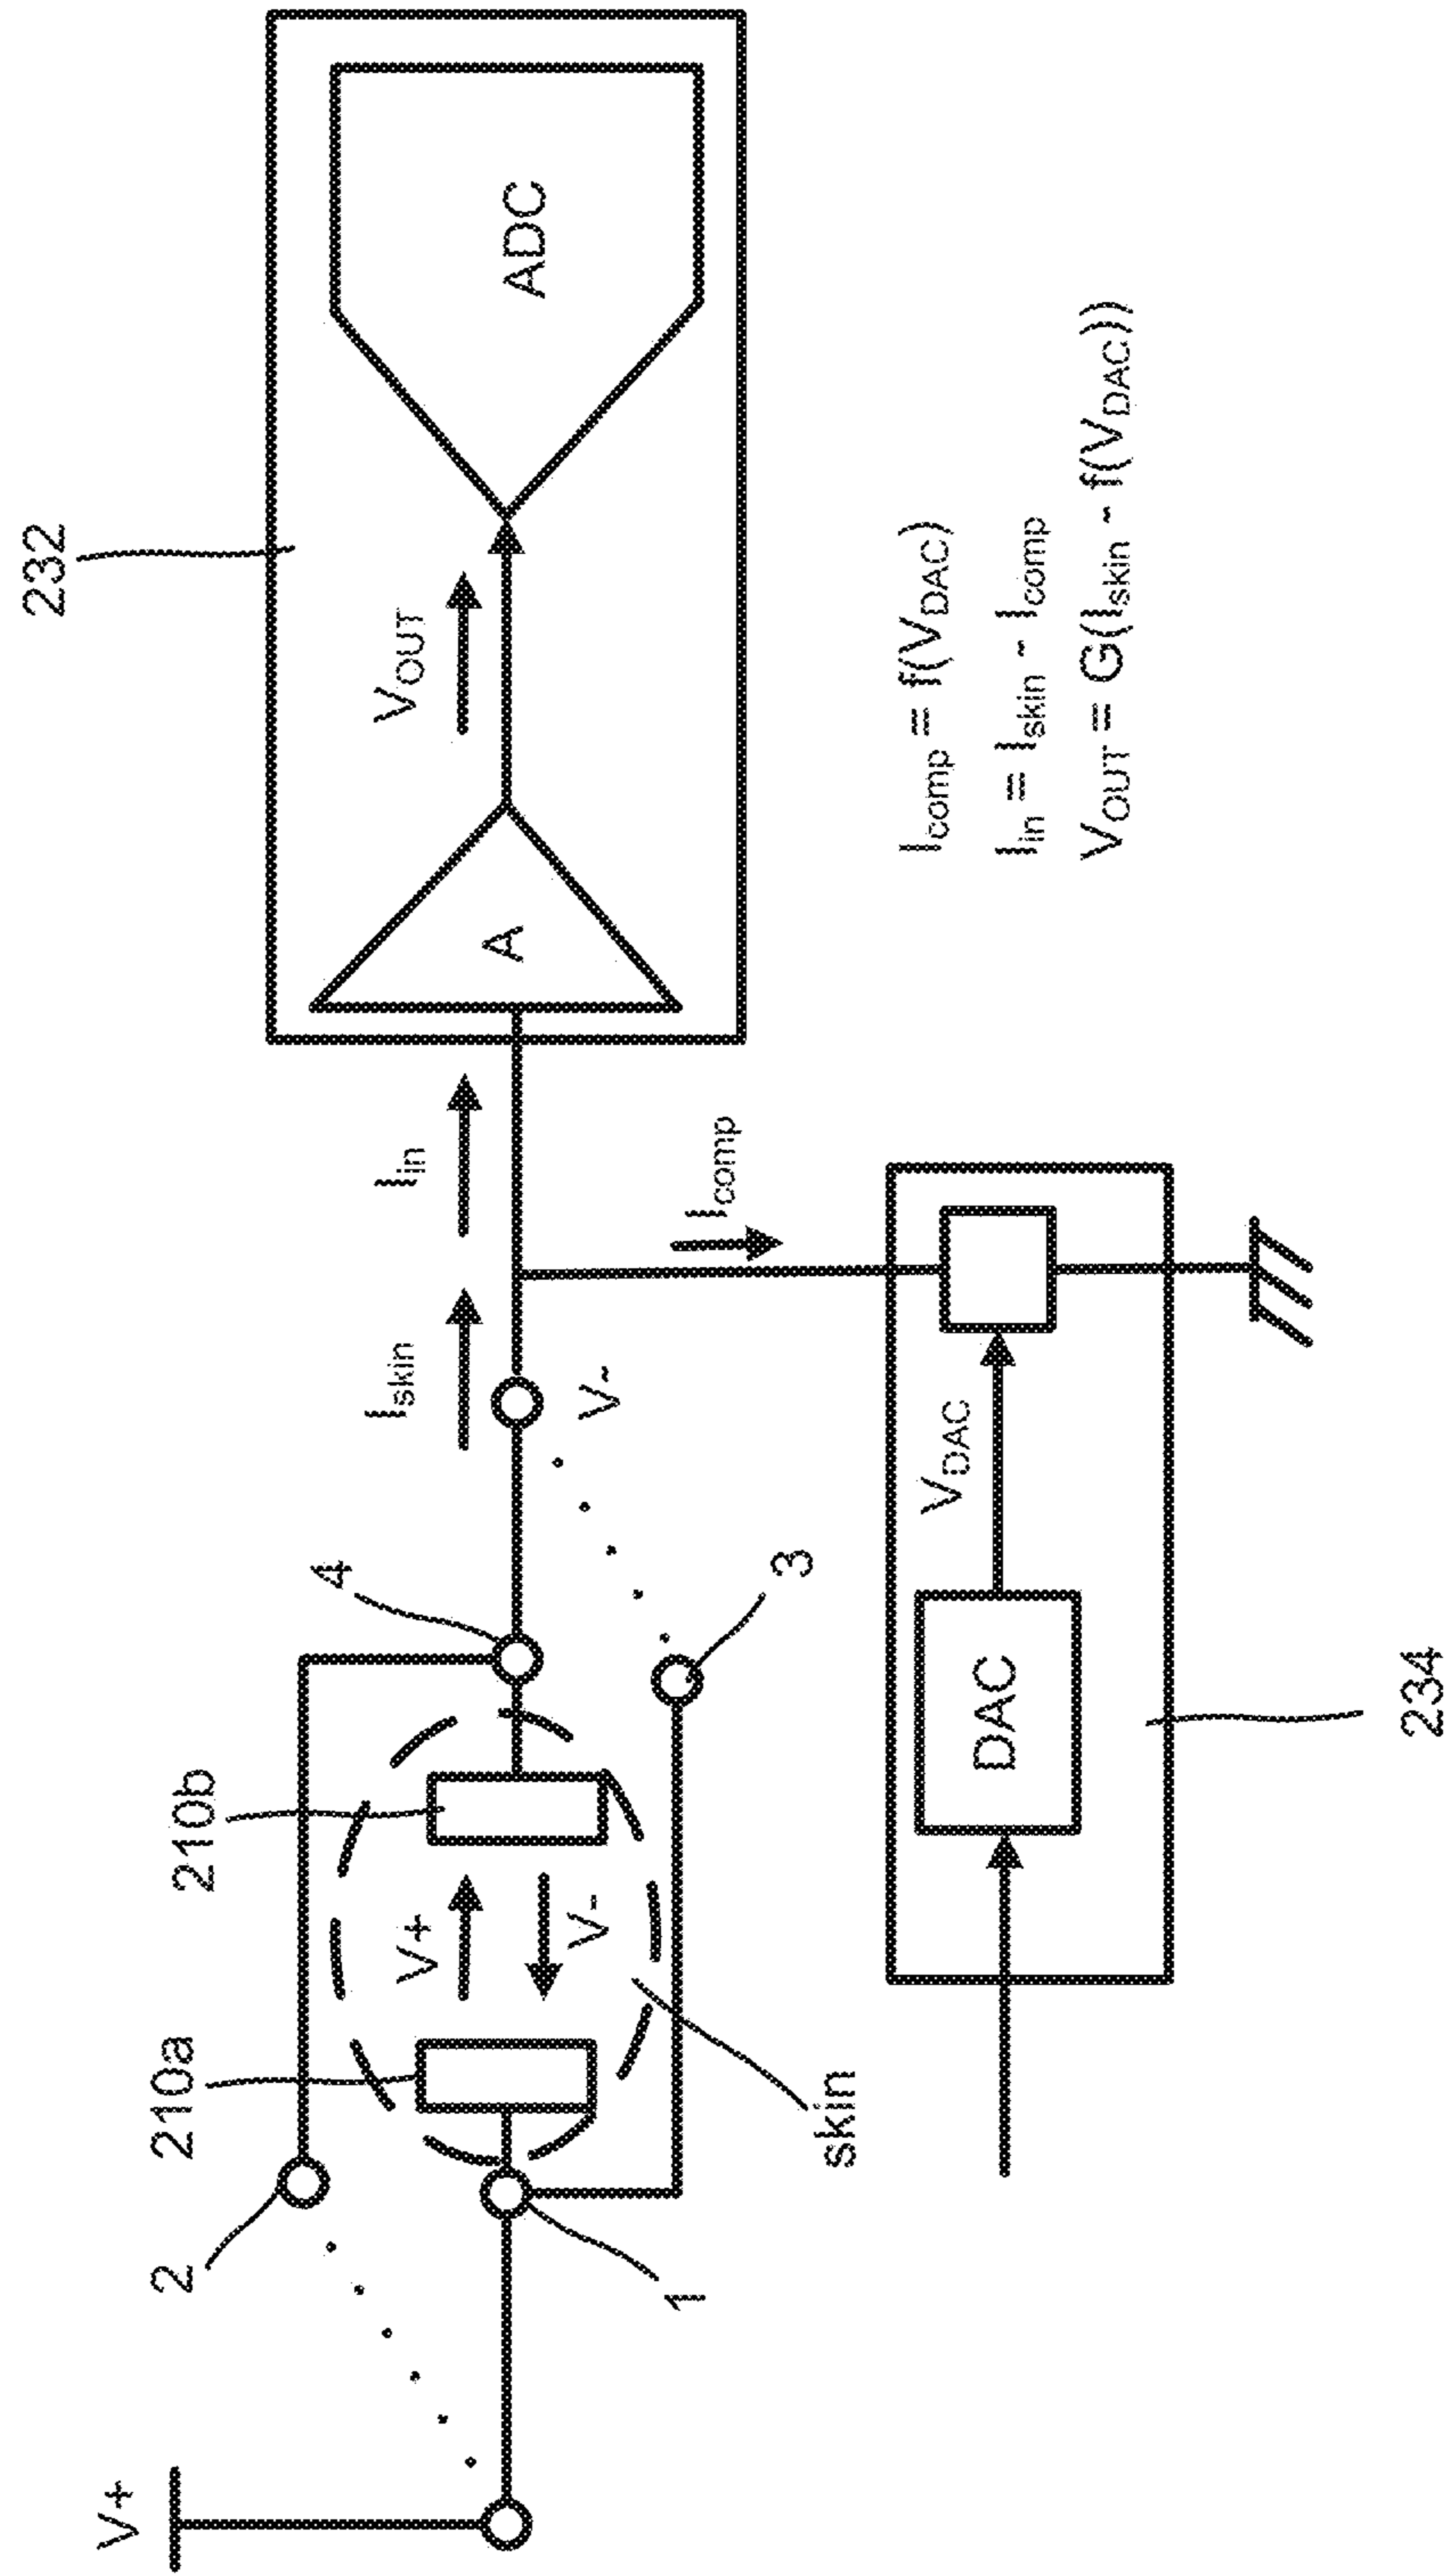 232
V+
2
210a
210b
4
I_skin
I_in
V_OUT
A
ADC
V+
V-
V~
1
skin
3
I_comp
DAC
V_DAC
234
I_comp = f(V_DAC)
I_in = I_skin - I_comp
V_OUT = G(I_skin - f(V_DAC))